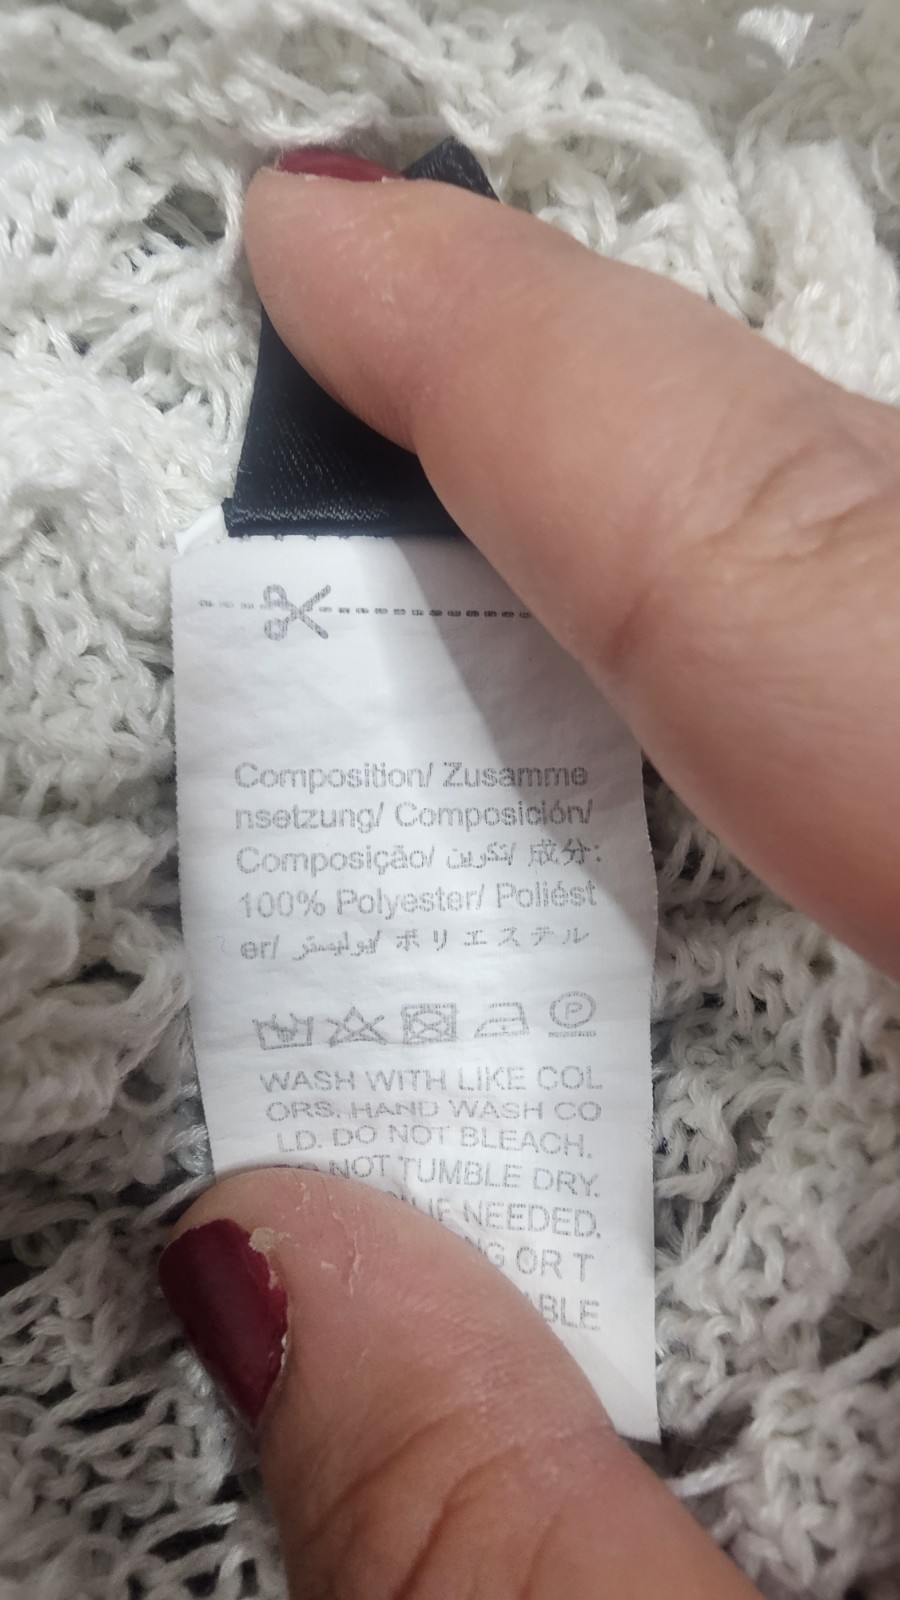 Composition/ Zusamme
nsetzung/ Composición/
Composição/ تكوين/ 成分:
100% Polyester/ Poliést
er/ بوليستر/ ポリエステル
P
WASH WITH LIKE COL
ORS. HAND WASH CO
LD. DO NOT BLEACH.
NOT TUMBLE DRY.
IF NEEDED.
OR T